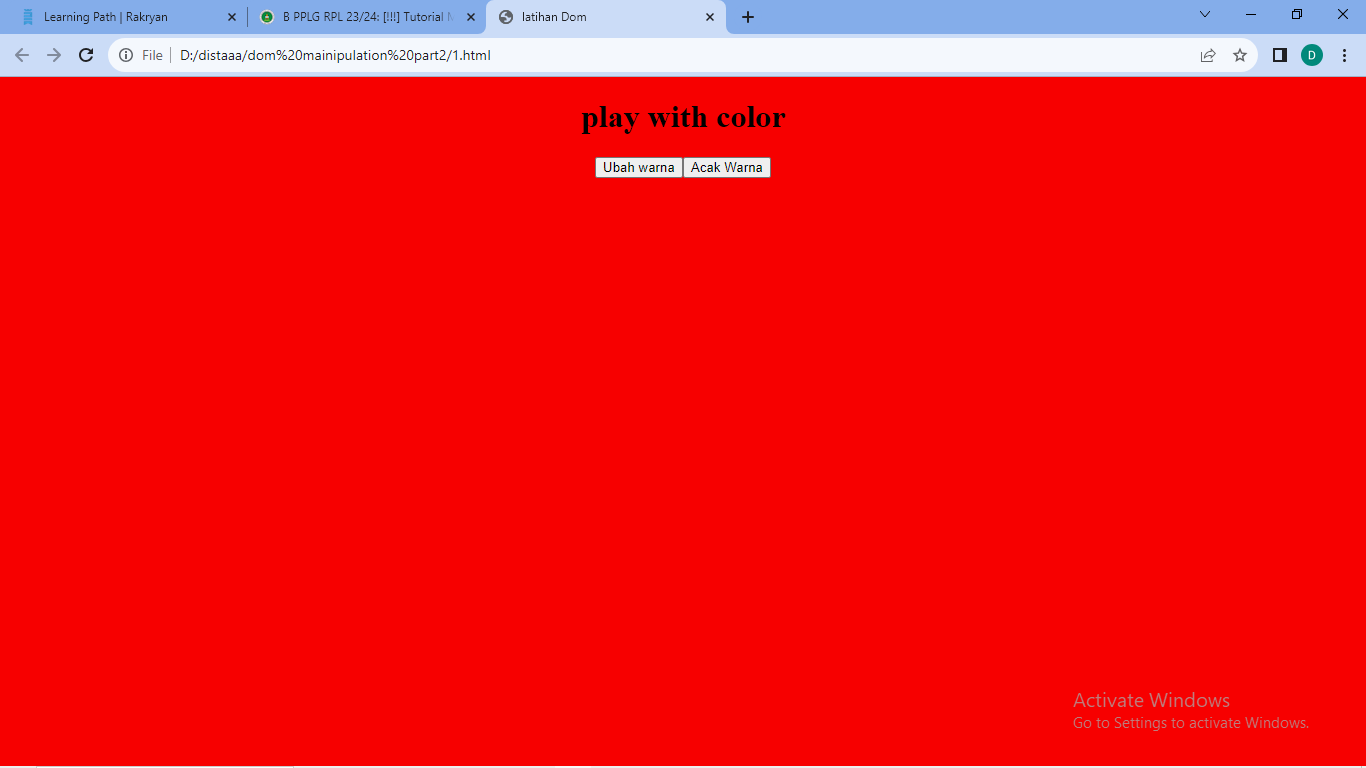 Learning Path | Rakryan
B PPLG RPL 23/24: [!!!] Tutorial
latihan Dom
File
D:/distaaa/dom%20mainipulation%20part2/1.html
D
play with color
Ubah warna
Acak Warna
Activate Windows
Go to Settings to activate Windows.